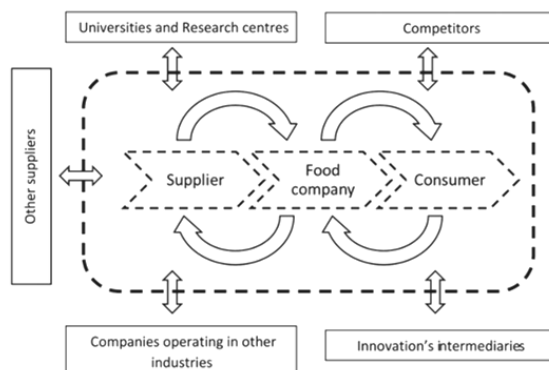 Universities and Research centres
Competitors
Other suppliers
Supplier
Food
company
Consumer
Companies operating in other
industries
Innovation's intermediaries